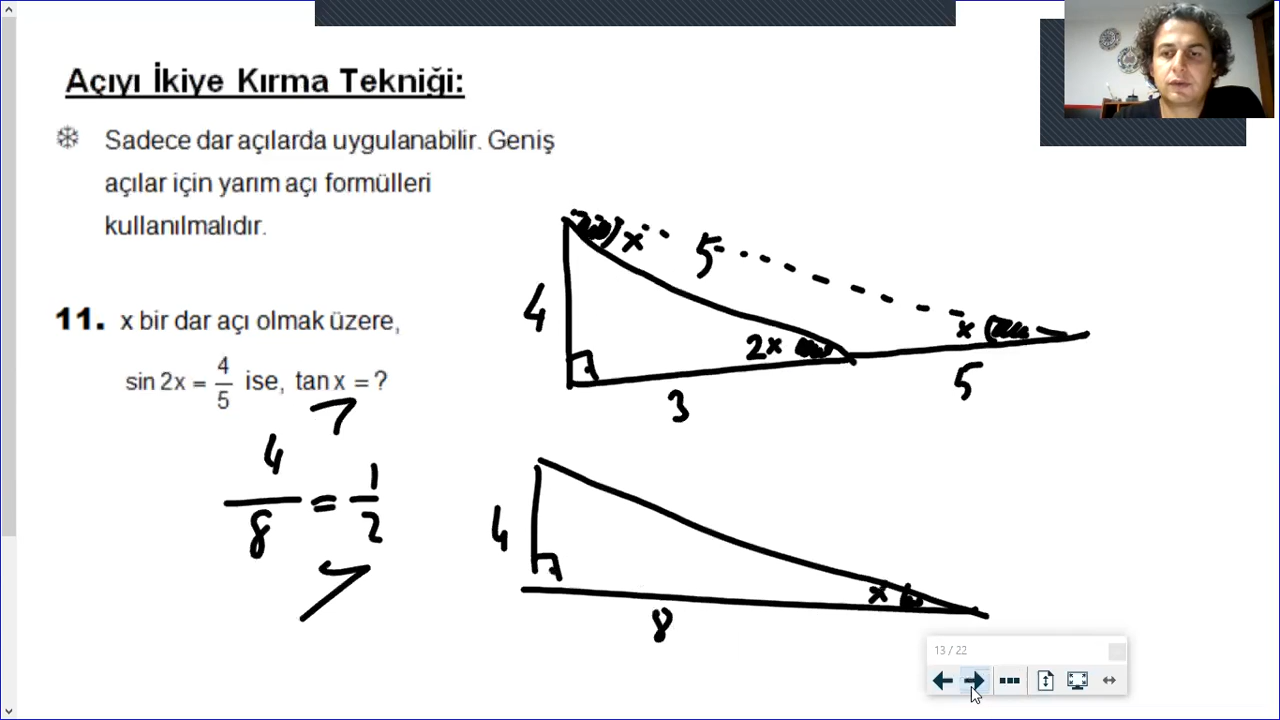 Açıyı İkiye Kırma Tekniği:
Sadece dar açılarda uygulanabilir. Geniş
açılar için yarım açı formülleri
kullanılmalıdır.
11. x bir dar açı olmak üzere,
sin 2x = 4/5 ise, tan x = ?
4/8 = 1/2
x 5
4
2x
x
3
5
4
x
8
13 / 22